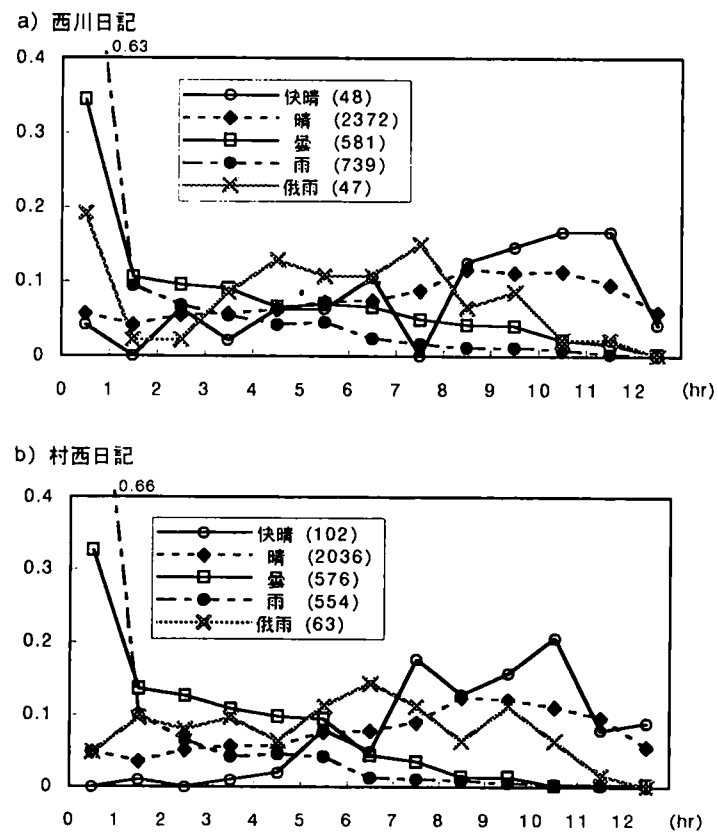 a) 西川日記
0.63
0.4
0.3
0.2
0.1
0
快晴 (48)
晴 (2372)
曇 (581)
雨 (739)
俄雨 (47)
0 1 2 3 4 5 6 7 8 9 10 11 12 (hr)
b) 村西日記
0.66
0.4
0.3
0.2
0.1
0
快晴 (102)
晴 (2036)
曇 (576)
雨 (554)
俄雨 (63)
0 1 2 3 4 5 6 7 8 9 10 11 12 (hr)